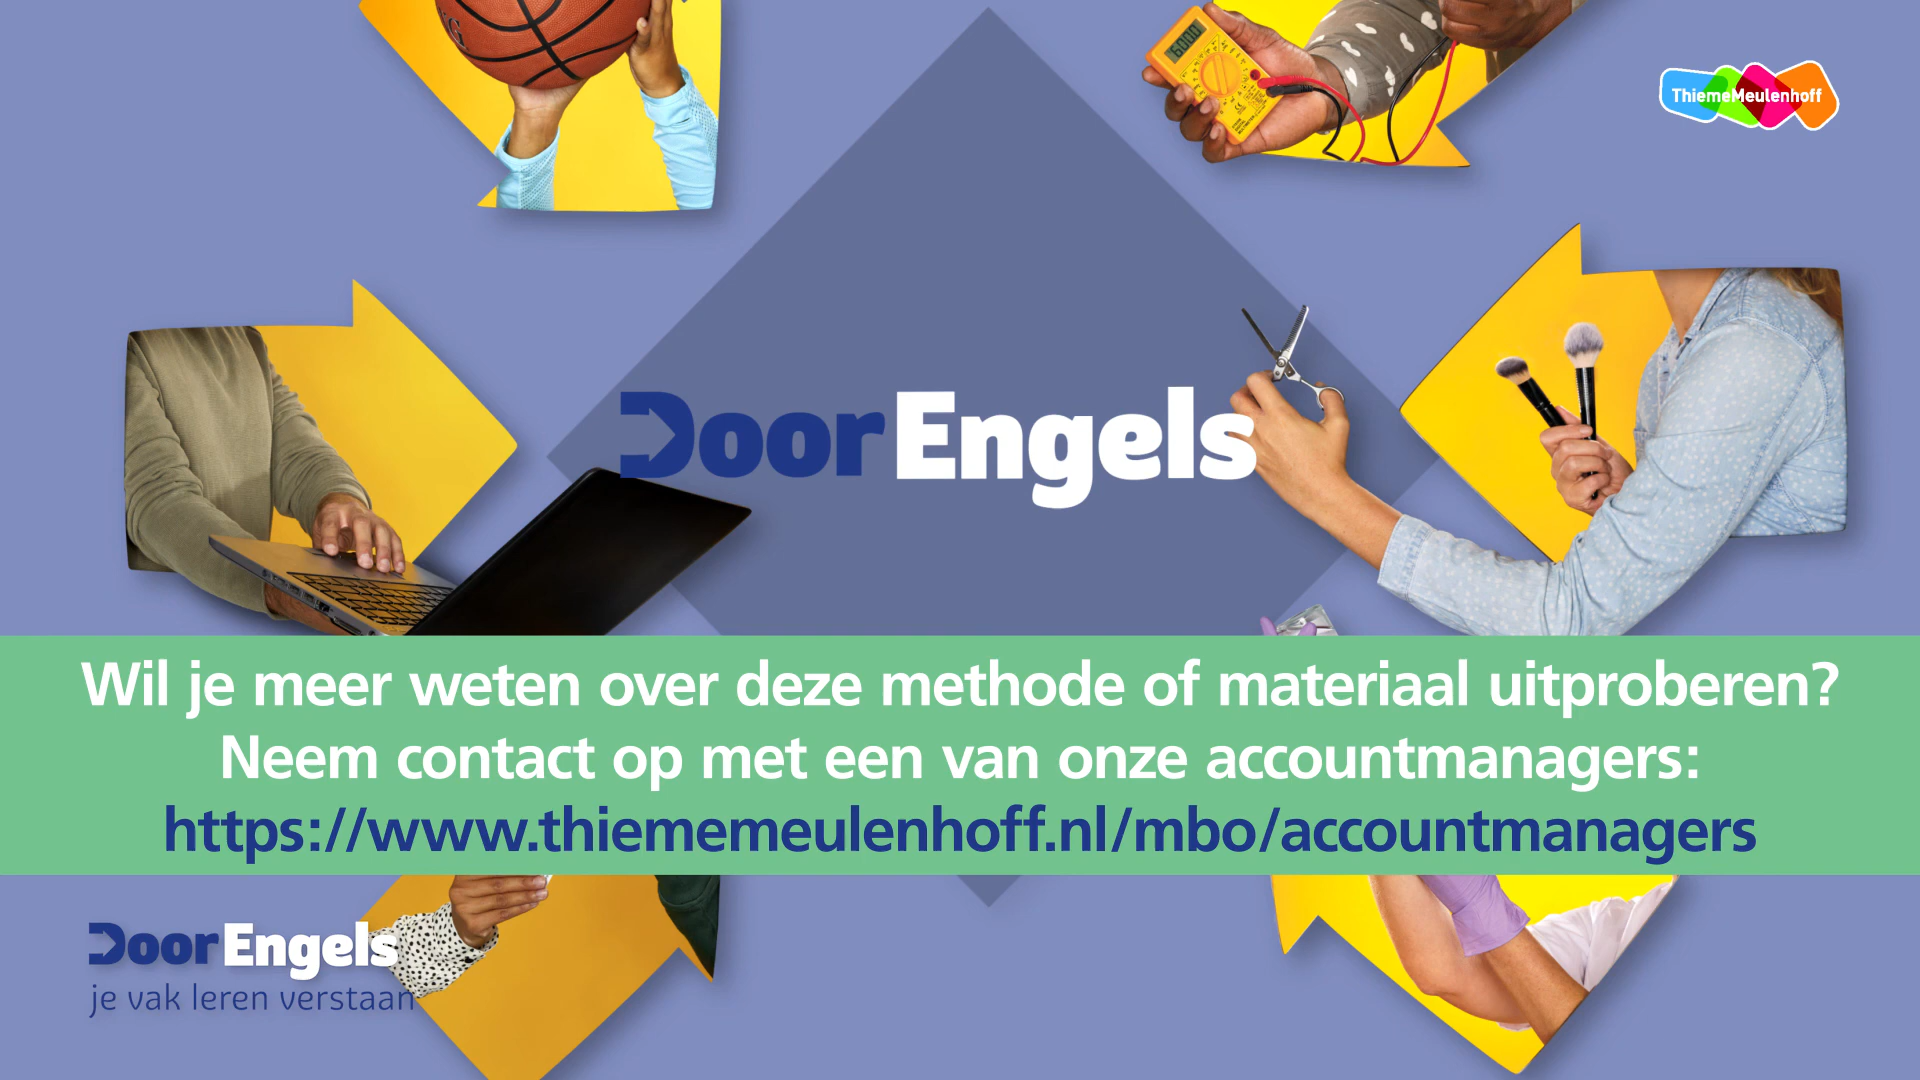 ThiemeMeulenhoff
DoorEngels
Wil je meer weten over deze methode of materiaal uitproberen?
Neem contact op met een van onze accountmanagers:
https://www.thiememeulenhoff.nl/mbo/accountmanagers
DoorEngels
je vak leren verstaan